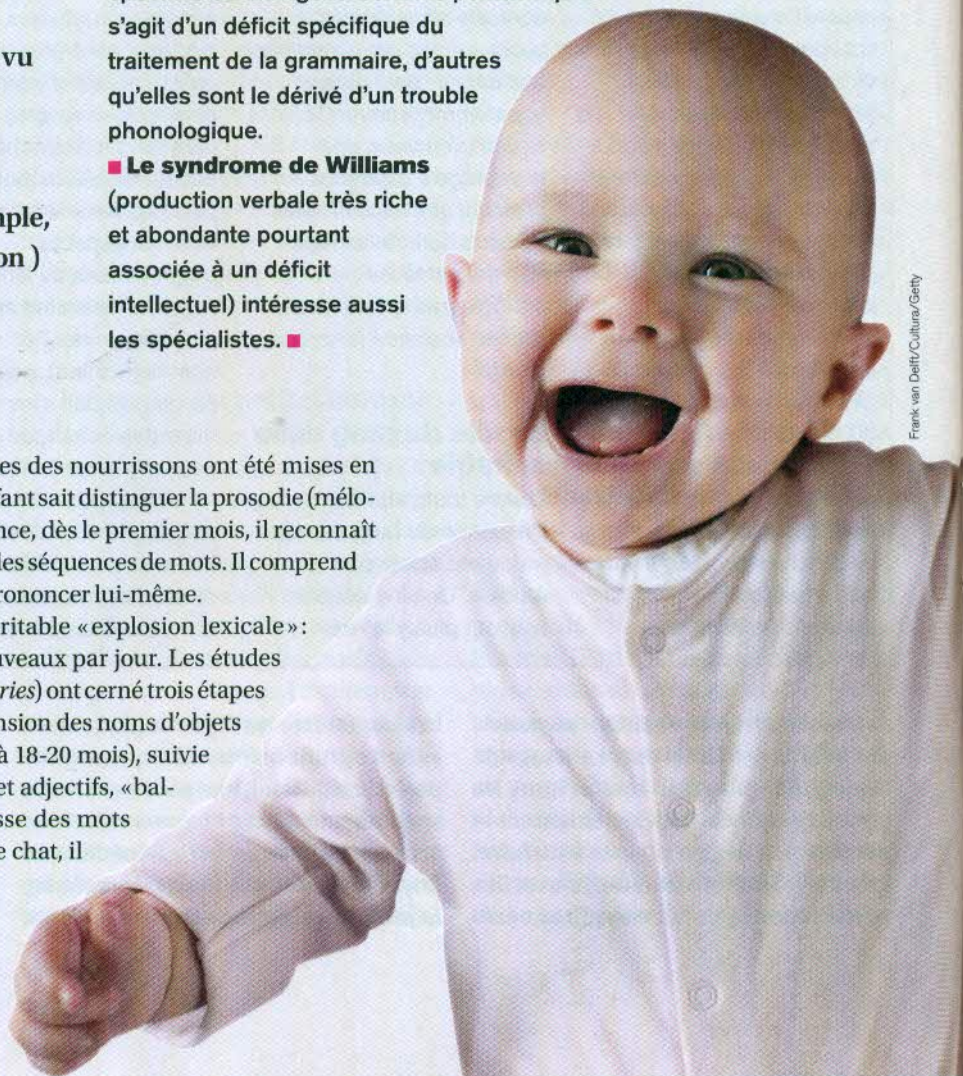 s'agit d'un déficit spécifique du
traitement de la grammaire, d'autres
qu'elles sont le dérivé d'un trouble
phonologique.
■ Le syndrome de Williams
(production verbale très riche
et abondante pourtant
associée à un déficit
intellectuel) intéresse aussi
les spécialistes. ■
vu
on )
es des nourrissons ont été mises en
fant sait distinguer la prosodie (mélo-
nce, dès le premier mois, il reconnaît
des séquences de mots. Il comprend
rononcer lui-même.
ritable «explosion lexicale»:
uveaux par jour. Les études
ries) ont cerné trois étapes
nsion des noms d'objets
à 18-20 mois), suivie
et adjectifs, «bal-
sse des mots
e chat, il
Frank van Delft/Cultura/Getty